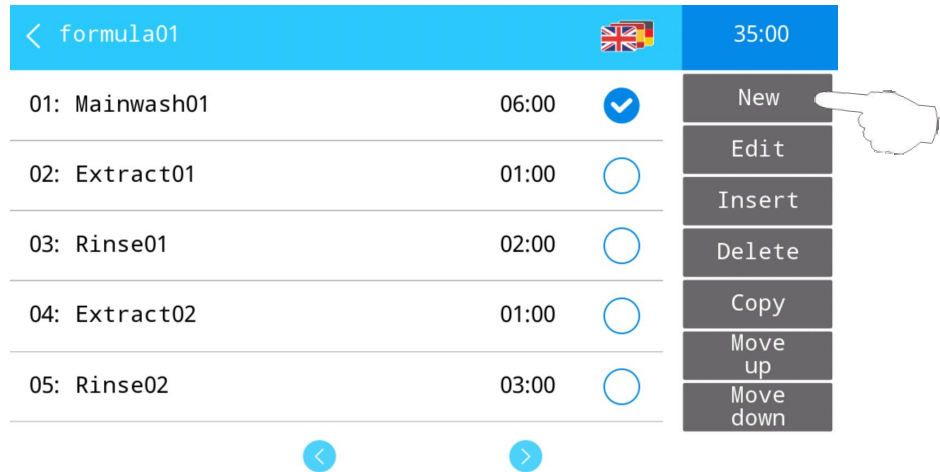 formula01
35:00
01: Mainwash01 06:00
02: Extract01 01:00
03: Rinse01 02:00
04: Extract02 01:00
05: Rinse02 03:00
New
Edit
Insert
Delete
Copy
Move
up
Move
down